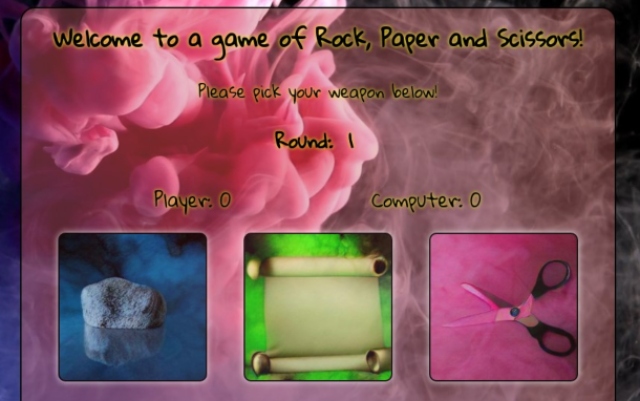 Welcome to a game of Rock, Paper and Scissors!
Please pick your weapon below!
Round: 1
Player: 0 Computer: 0